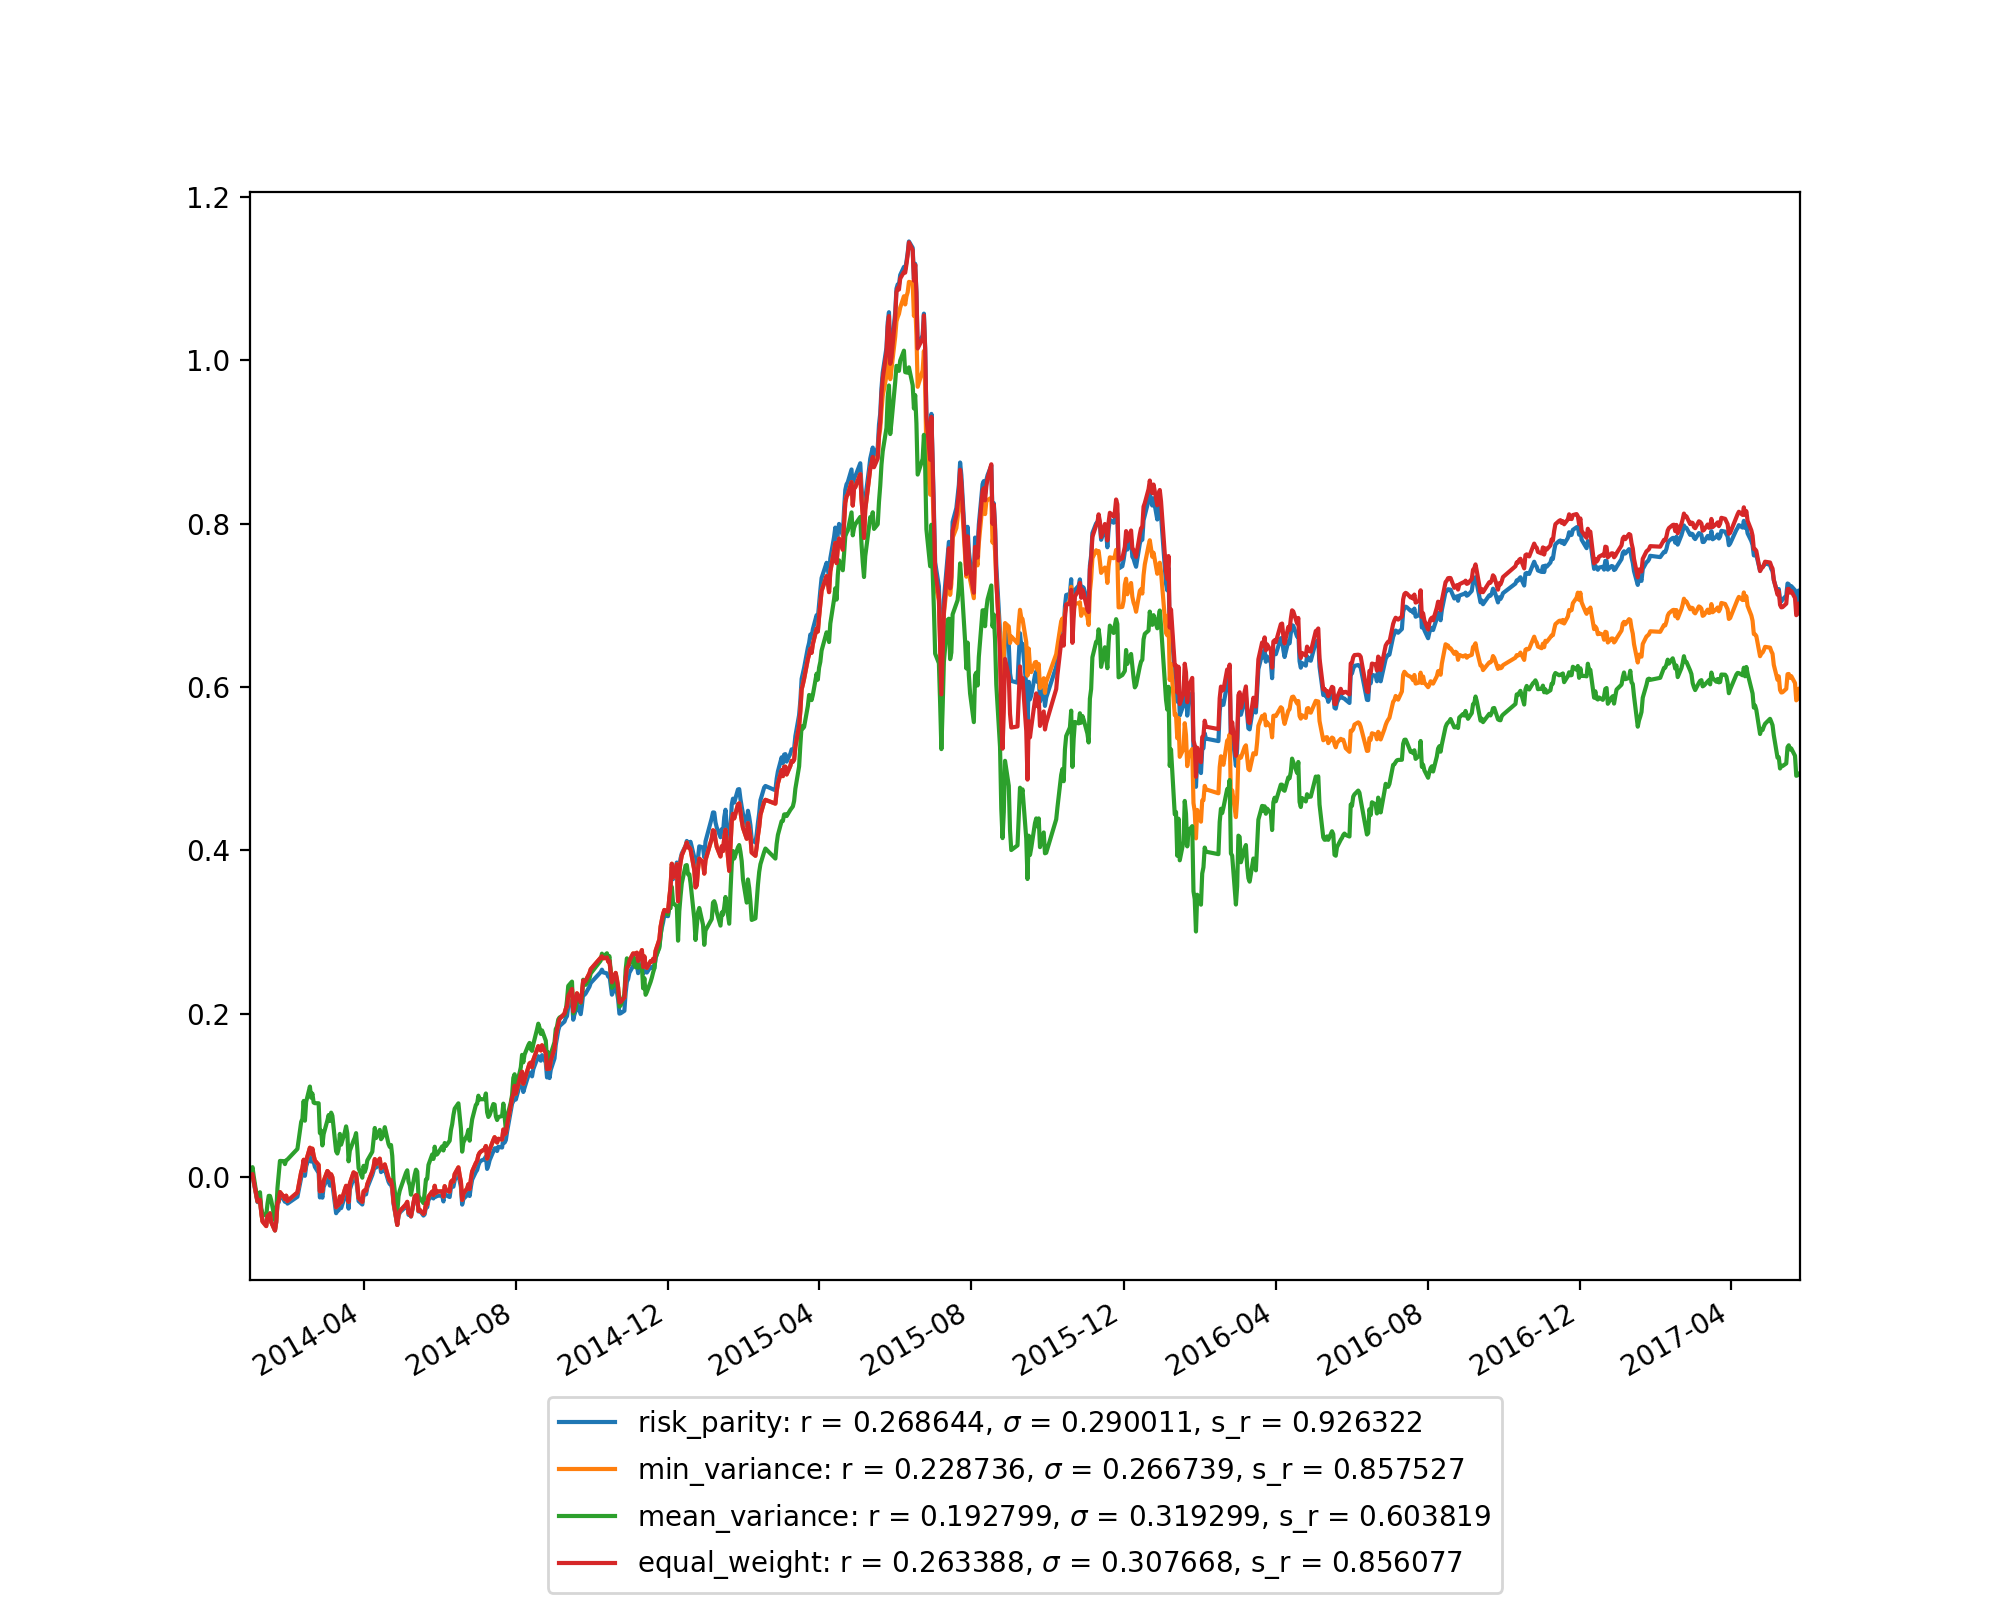 1.2
1.0
0.8
0.6
0.4
0.2
0.0
2014-04 2014-08 2014-12 2015-04 2015-08 2015-12 2016-04 2016-08 2016-12 2017-04
risk_parity: r = 0.268644, σ = 0.290011, s_r = 0.926322
min_variance: r = 0.228736, σ = 0.266739, s_r = 0.857527
mean_variance: r = 0.192799, σ = 0.319299, s_r = 0.603819
equal_weight: r = 0.263388, σ = 0.307668, s_r = 0.856077